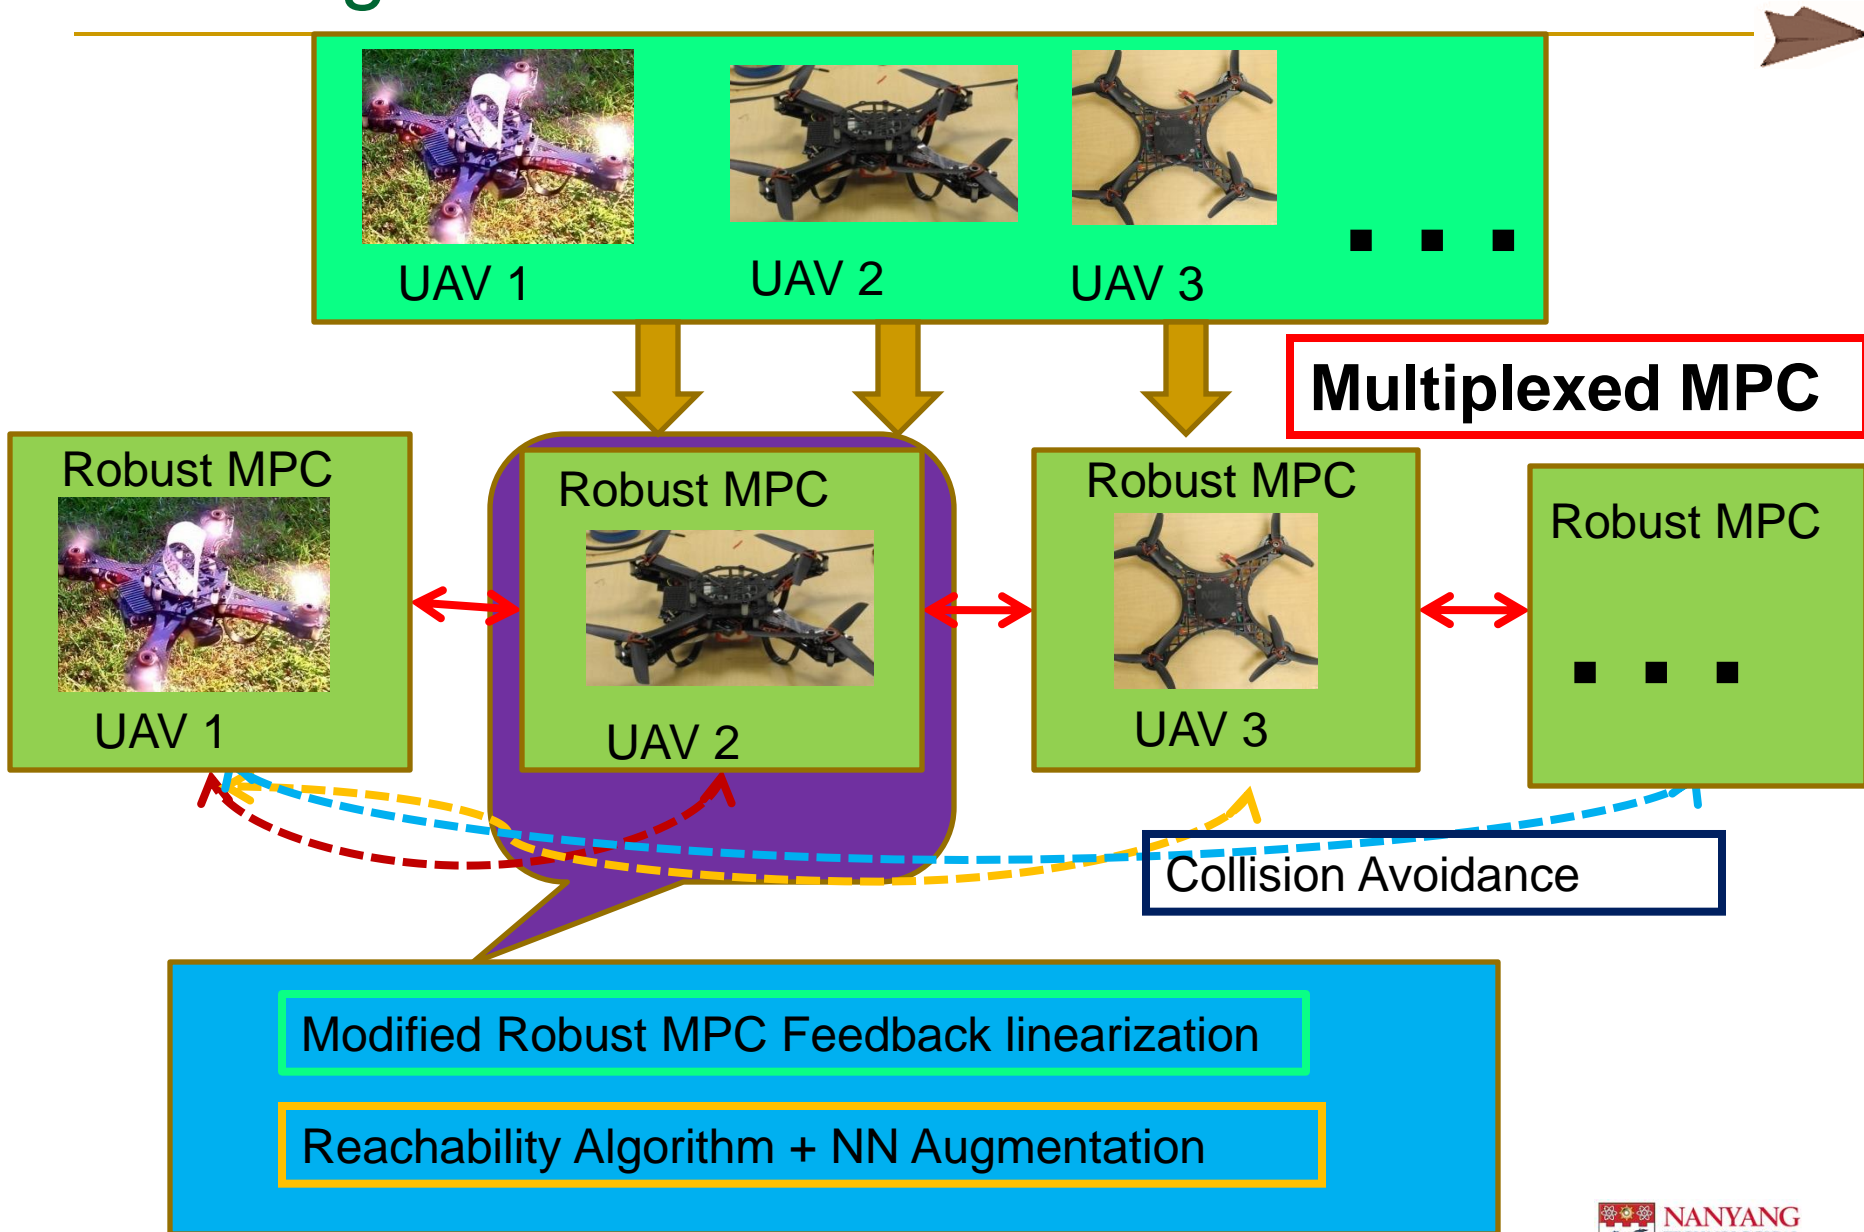 UAV 1
UAV 2
UAV 3
. . .
Multiplexed MPC
Robust MPC
UAV 1
Robust MPC
UAV 2
Robust MPC
UAV 3
Robust MPC
. . .
Collision Avoidance
Modified Robust MPC Feedback linearization
Reachability Algorithm + NN Augmentation
NANYANG